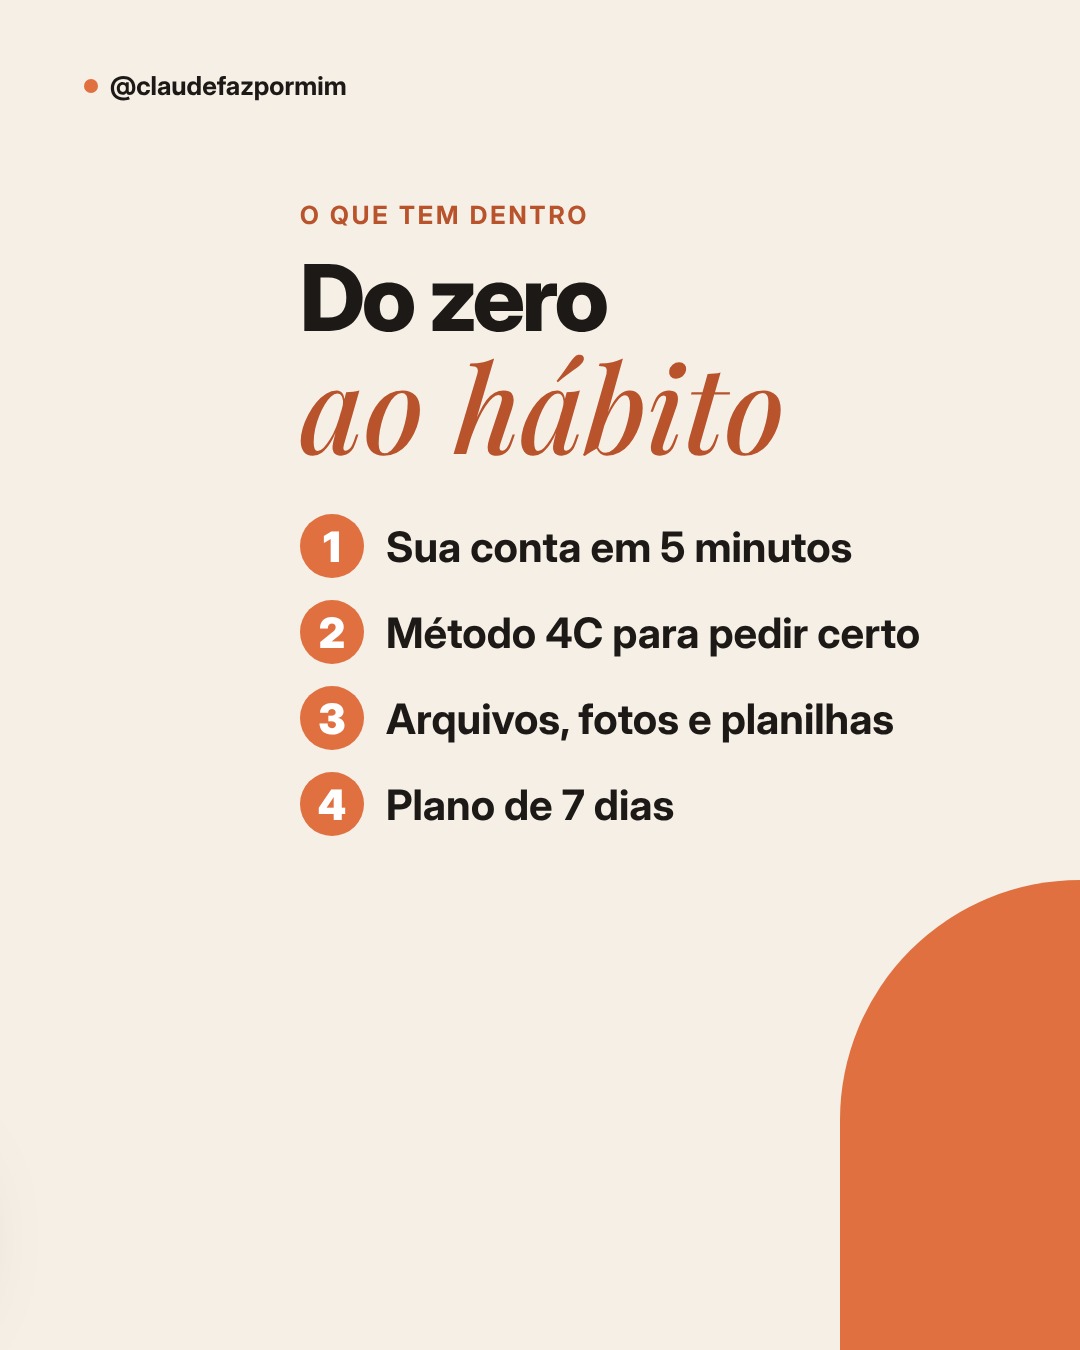 @claudefazpormim
O QUE TEM DENTRO
Do zero
ao hábito
1 Sua conta em 5 minutos
2 Método 4C para pedir certo
3 Arquivos, fotos e planilhas
4 Plano de 7 dias